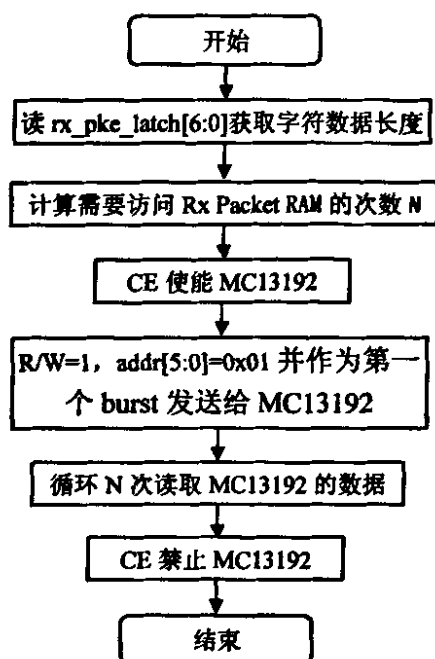 开始
读 rx_pke_latch[6:0]获取字符数据长度
计算需要访问 Rx Packet RAM 的次数 N
CE 使能 MC13192
R/W=1，addr[5:0]=0x01 并作为第一
个 burst 发送给 MC13192
循环 N 次读取 MC13192 的数据
CE 禁止 MC13192
结束